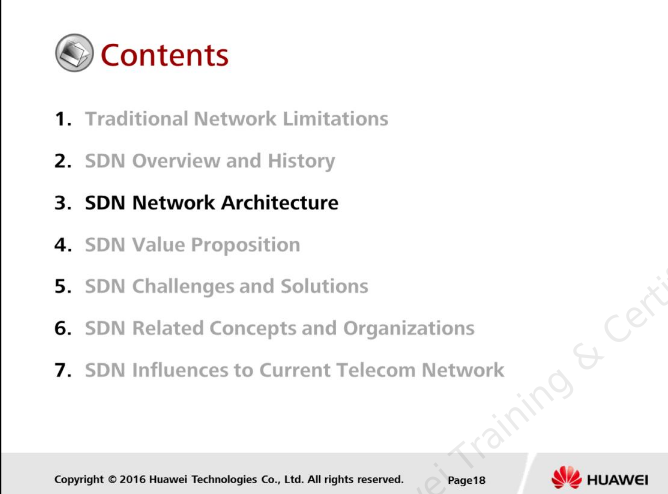 Contents
1. Traditional Network Limitations
2. SDN Overview and History
3. SDN Network Architecture
4. SDN Value Proposition
5. SDN Challenges and Solutions
6. SDN Related Concepts and Organizations
7. SDN Influences to Current Telecom Network
Training &
Copyright © 2016 Huawei Technologies Co., Ltd. All rights reserved.
Page18
HUAWEI